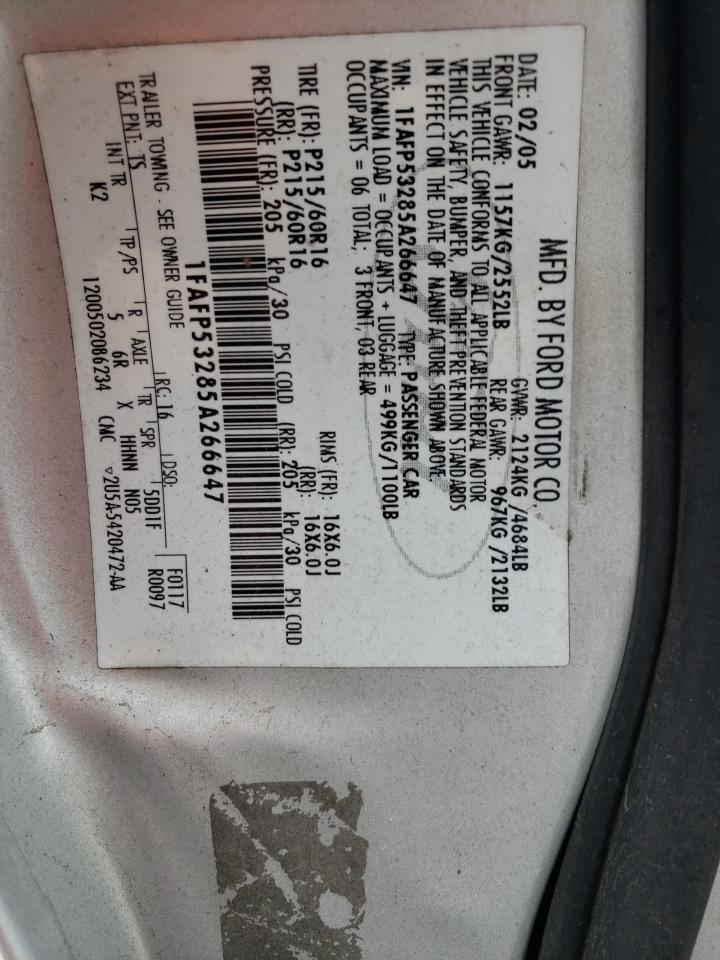 MFD. BY FORD MOTOR CO
DATE: 02/05 GVWR: 2124KG /4684LB
FRONT GAWR: 1157KG/2552LB REAR GAWR: 967KG /2132LB
THIS VEHICLE CONFORMS TO ALL APPLICABLE FEDERAL MOTOR
VEHICLE SAFETY, BUMPER, AND THEFT PREVENTION STANDARDS
IN EFFECT ON THE DATE OF MANUFACTURE SHOWN ABOVE.
VIN: 1FAFP53285A266647 TYPE: PASSENGER CAR
MAXIMUM LOAD = OCCUPANTS + LUGGAGE = 499KG/1100LB
OCCUPANTS = 06 TOTAL; 3 FRONT, 03 REAR
TIRE (FR): P215/60R16 RIMS (FR): 16X6.0J
(RR): P215/60R16 (RR): 16X6.0J
PRESSURE (FR): 205 kPa/30 PSI COLD (RR): 205 kPa/30 PSI COLD
1FAFP53285A266647
TRAILER TOWING - SEE OWNER GUIDE
EXT PNT: TS RC: 16 DSO: F0117
INT TR TP/PS R AXLE TR SPR 5DD1F R0097
K2 5 6R X HHNN N05
1200502086234 CMC ▽2U5A-5420472-AA